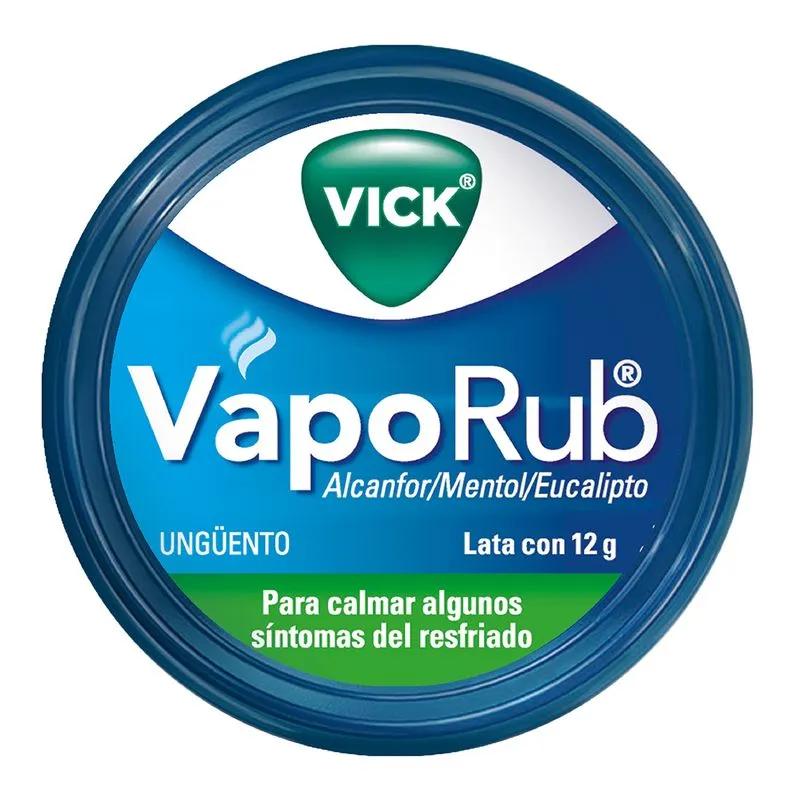 VICK®
VapoRub®
Alcanfor/Mentol/Eucalipto
UNGÜENTO
Lata con 12 g
Para calmar algunos
síntomas del resfriado